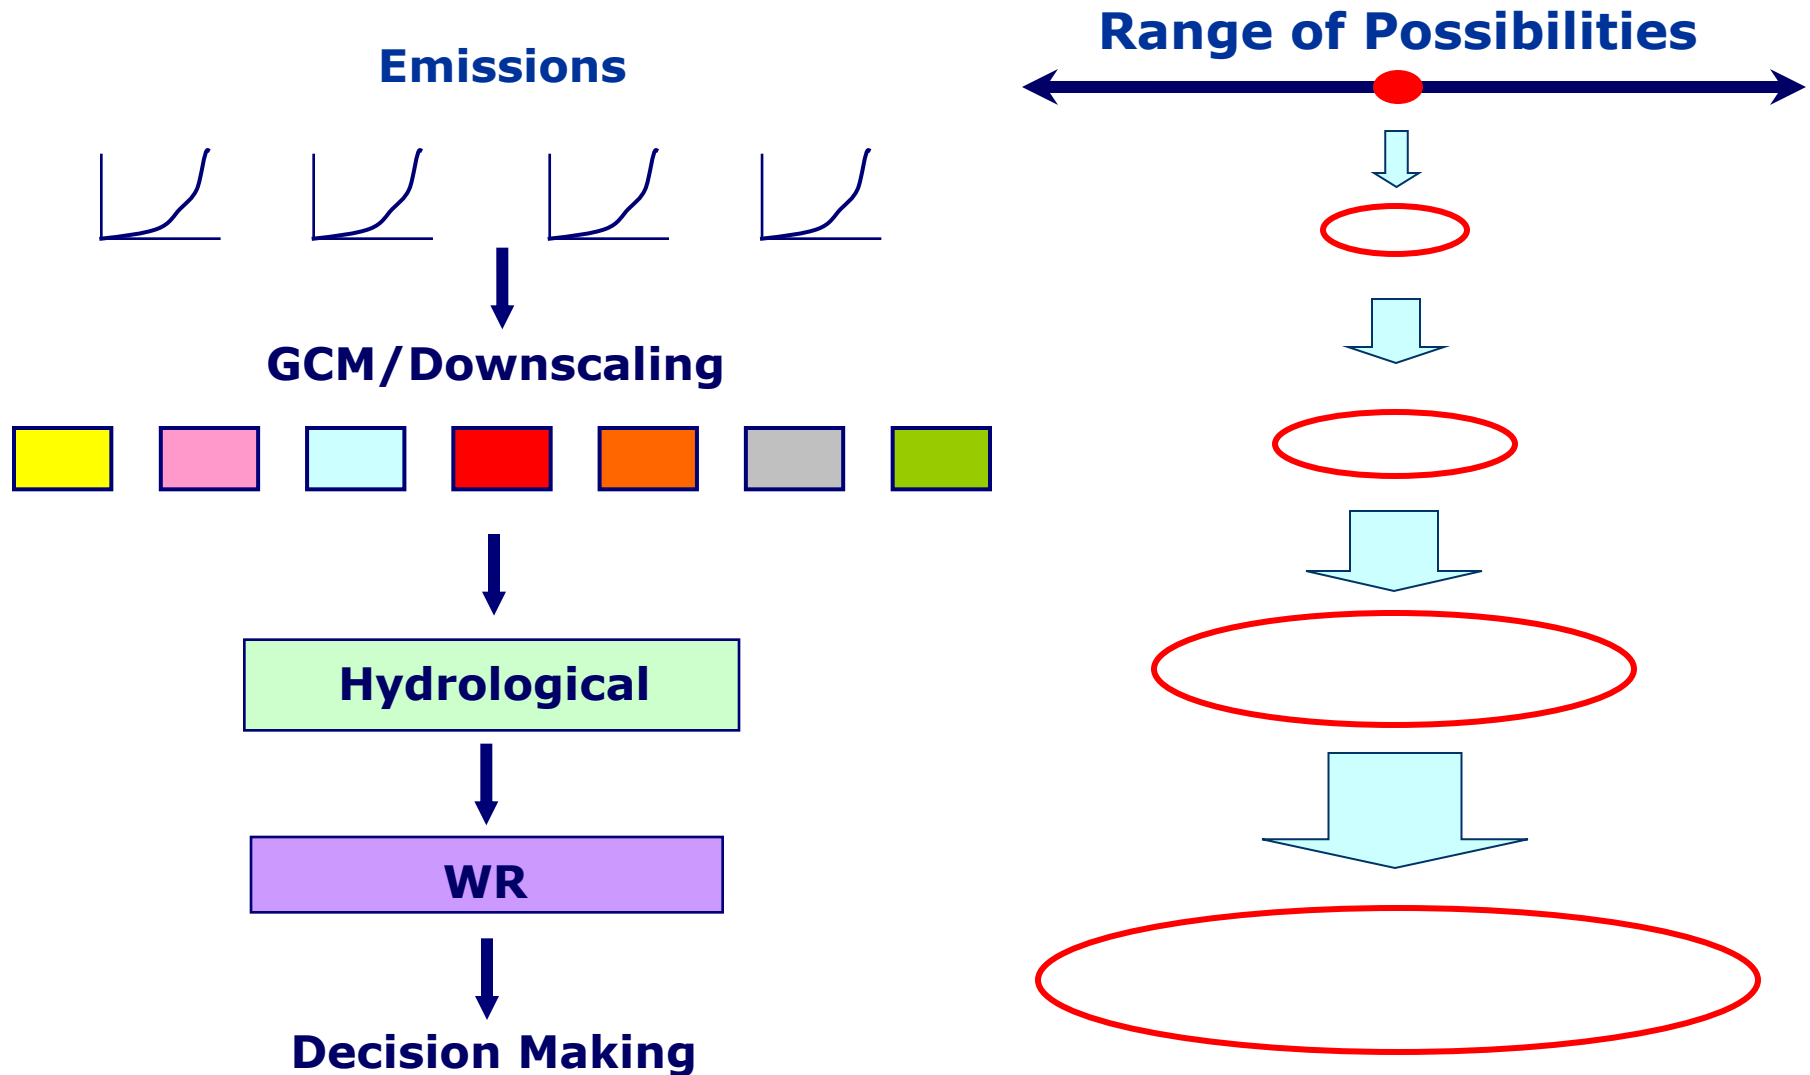 Range of Possibilities
Emissions
GCM/Downscaling
Hydrological
WR
Decision Making